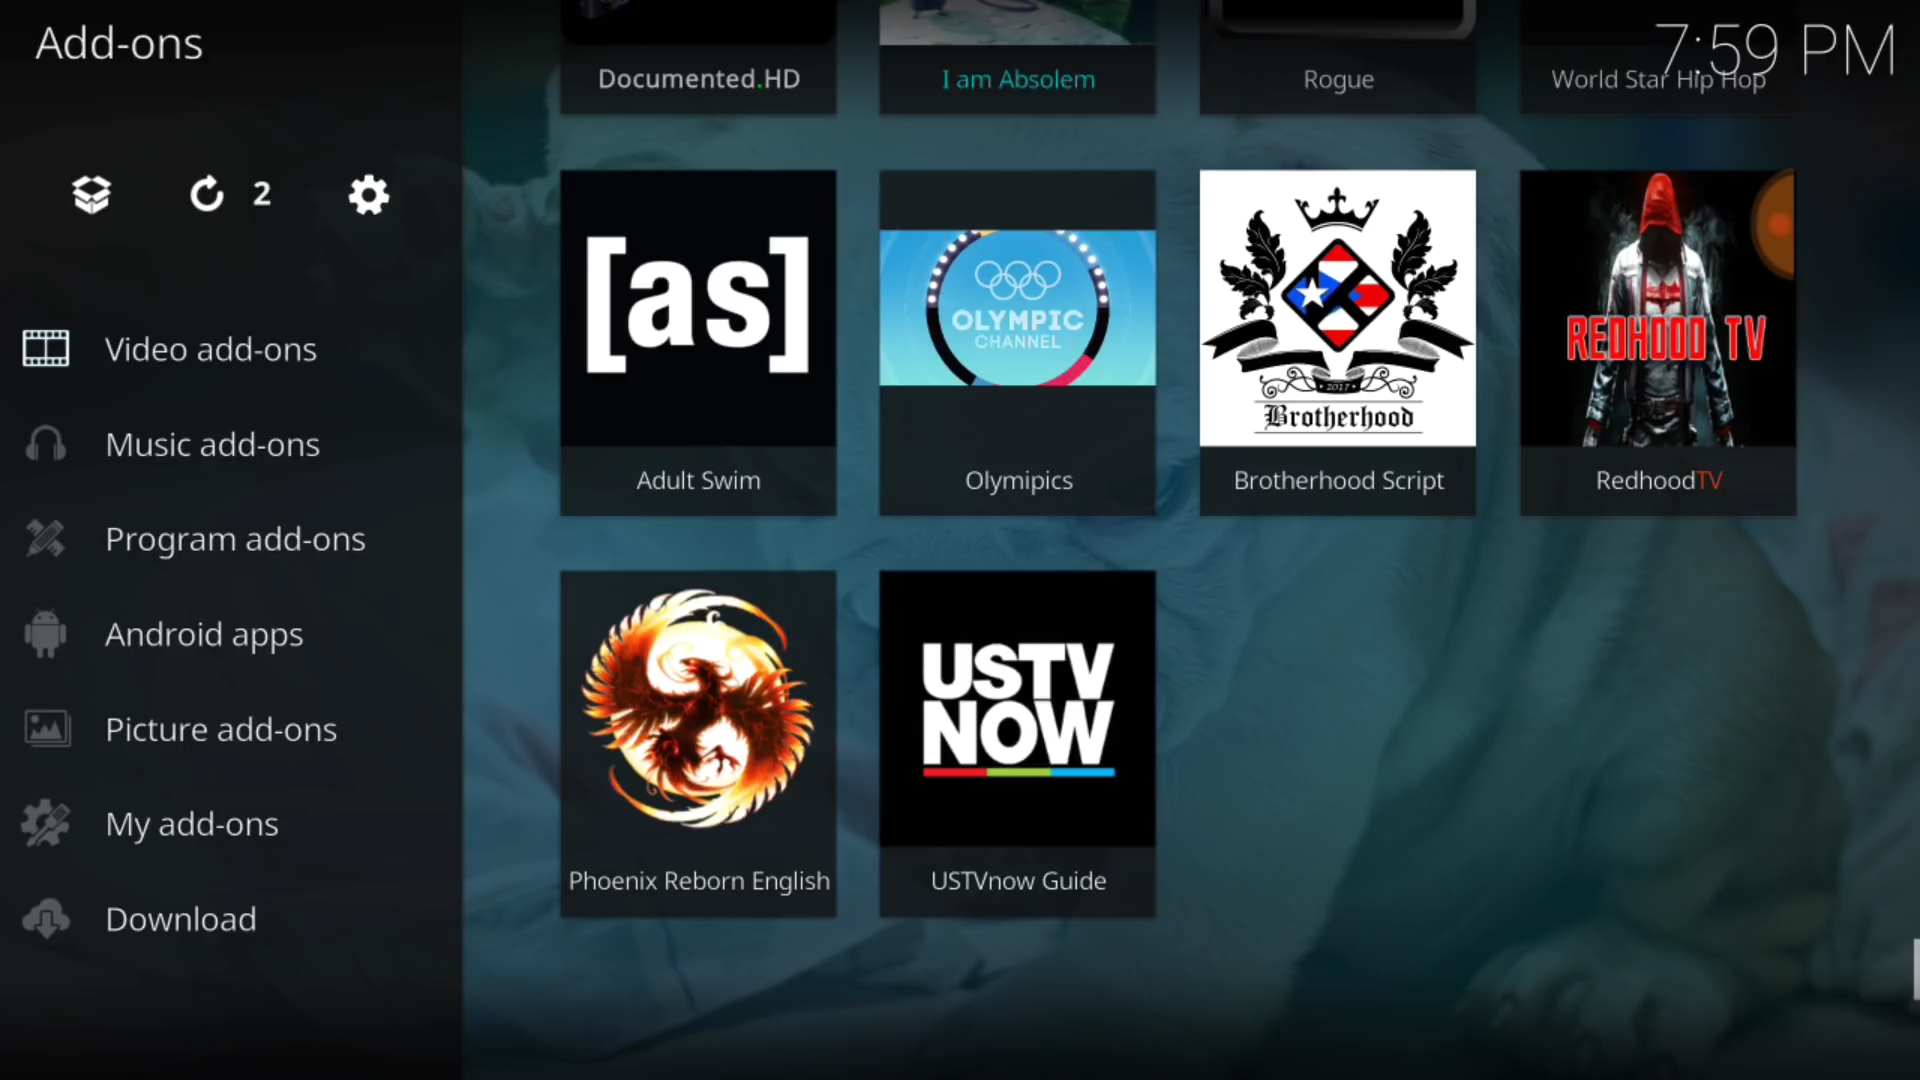 Add-ons
7:59 PM
Documented.HD
I am Absolem
Rogue
World Star Hip Hop
2
[as]
OLYMPIC
CHANNEL
2017
Brotherhood
REDHOOD TV
Adult Swim
Olymipics
Brotherhood Script
RedhoodTV
Video add-ons
Music add-ons
Program add-ons
Android apps
Picture add-ons
My add-ons
Download
USTV
NOW
Phoenix Reborn English
USTVnow Guide